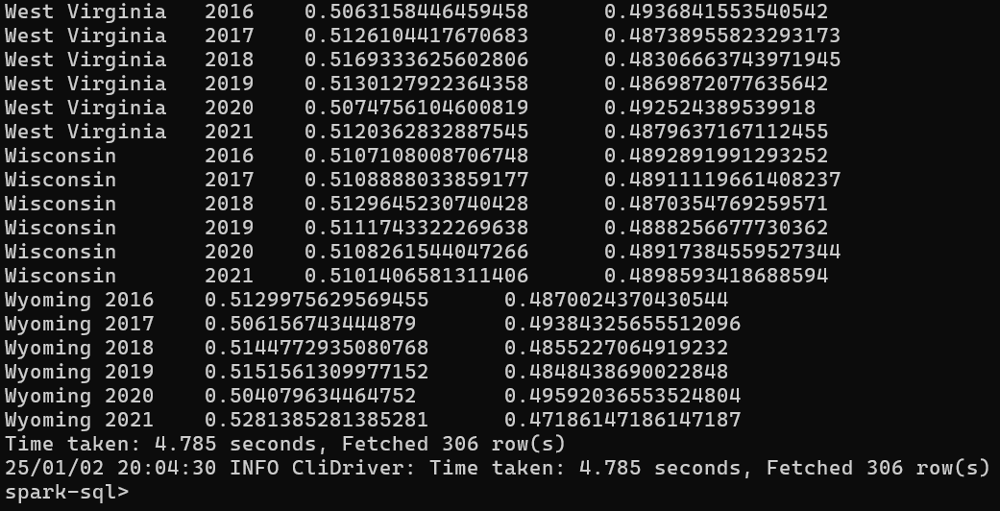 West Virginia   2016    0.5063158446459458      0.4936841553540542
West Virginia   2017    0.5126104417670683      0.48738955823293173
West Virginia   2018    0.5169333625602806      0.48306663743971945
West Virginia   2019    0.5130127922364358      0.4869872077635642
West Virginia   2020    0.5074756104600819      0.492524389539918
West Virginia   2021    0.5120362832887545      0.4879637167112455
Wisconsin       2016    0.5107108008706748      0.4892891991293252
Wisconsin       2017    0.5108888033859177      0.48911119661408237
Wisconsin       2018    0.5129645230740428      0.4870354769259571
Wisconsin       2019    0.5111743322269638      0.4888256677730362
Wisconsin       2020    0.5108261544047266      0.48917384559527344
Wisconsin       2021    0.5101406581311406      0.4898593418688594
Wyoming 2016    0.5129975629569455      0.4870024370430544
Wyoming 2017    0.506156743444879       0.49384325655512096
Wyoming 2018    0.5144772935080768      0.4855227064919232
Wyoming 2019    0.5151561309977152      0.4848438690022848
Wyoming 2020    0.504079634464752       0.49592036553524804
Wyoming 2021    0.5281385281385281      0.47186147186147187
Time taken: 4.785 seconds, Fetched 306 row(s)
25/01/02 20:04:30 INFO CliDriver: Time taken: 4.785 seconds, Fetched 306 row(s)
spark-sql>